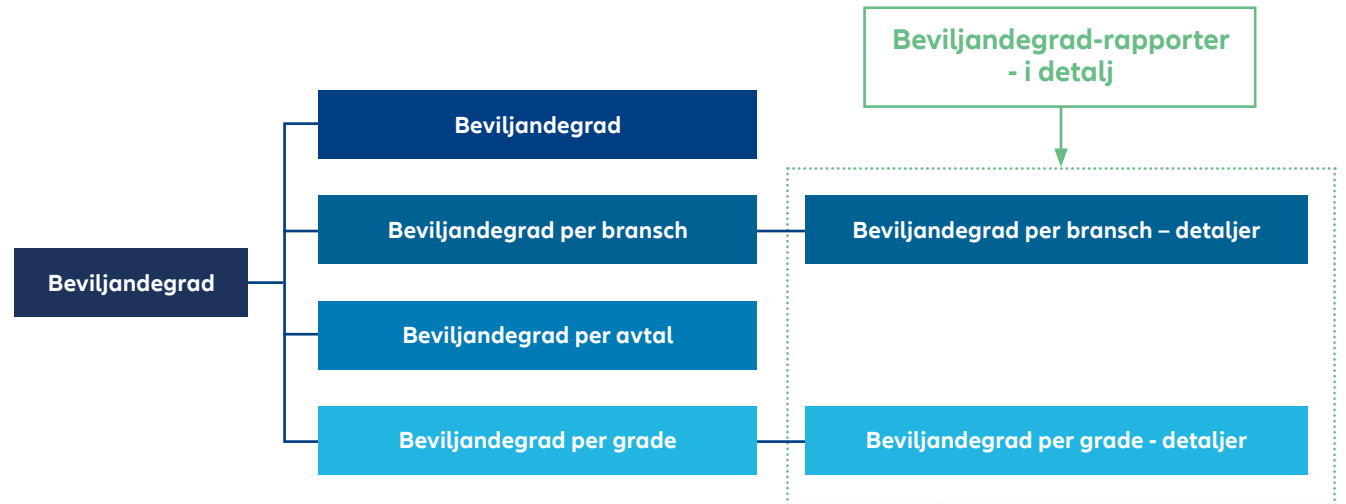 Beviljandegrad-rapporter
- i detalj
Beviljandegrad
Beviljandegrad per bransch
Beviljandegrad per bransch – detaljer
Beviljandegrad
Beviljandegrad per avtal
Beviljandegrad per grade
Beviljandegrad per grade - detaljer